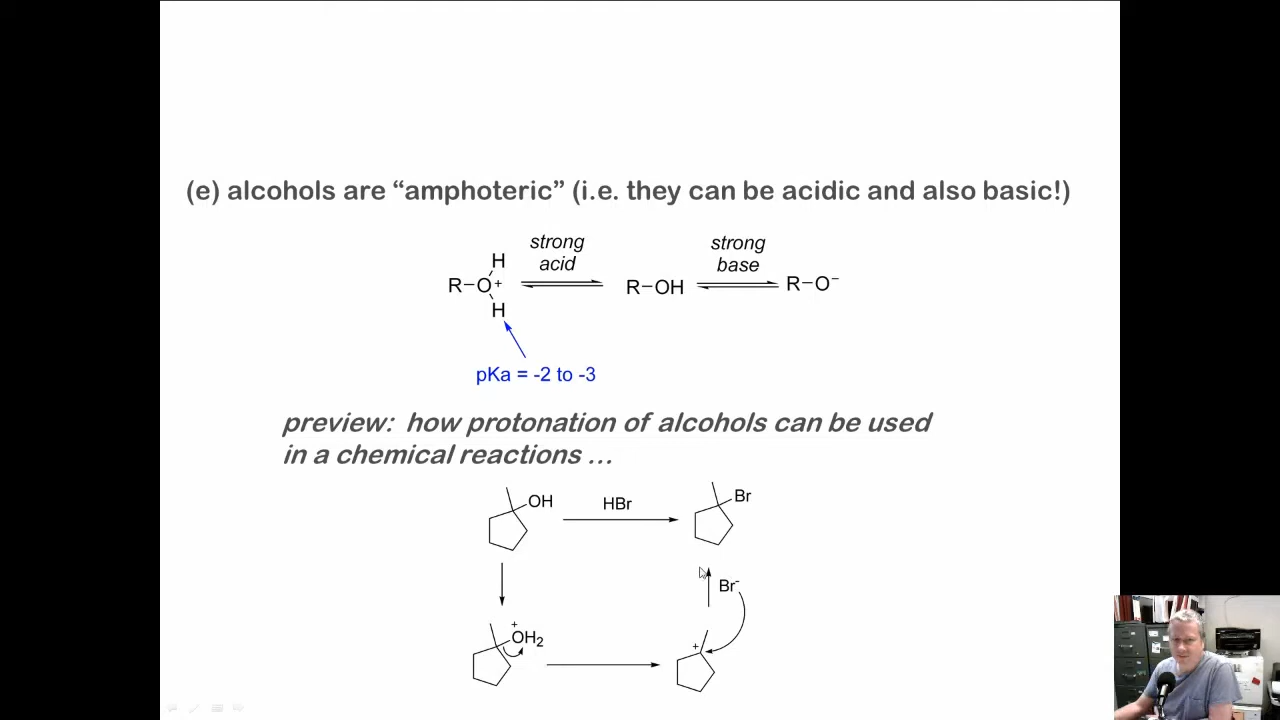 (e) alcohols are “amphoteric” (i.e. they can be acidic and also basic!)
strong
acid
strong
base
H
R−O+
H
R−OH
R−O−
pKa = -2 to -3
preview: how protonation of alcohols can be used
in a chemical reactions ...
OH
HBr
Br
Br-
+
OH2
+